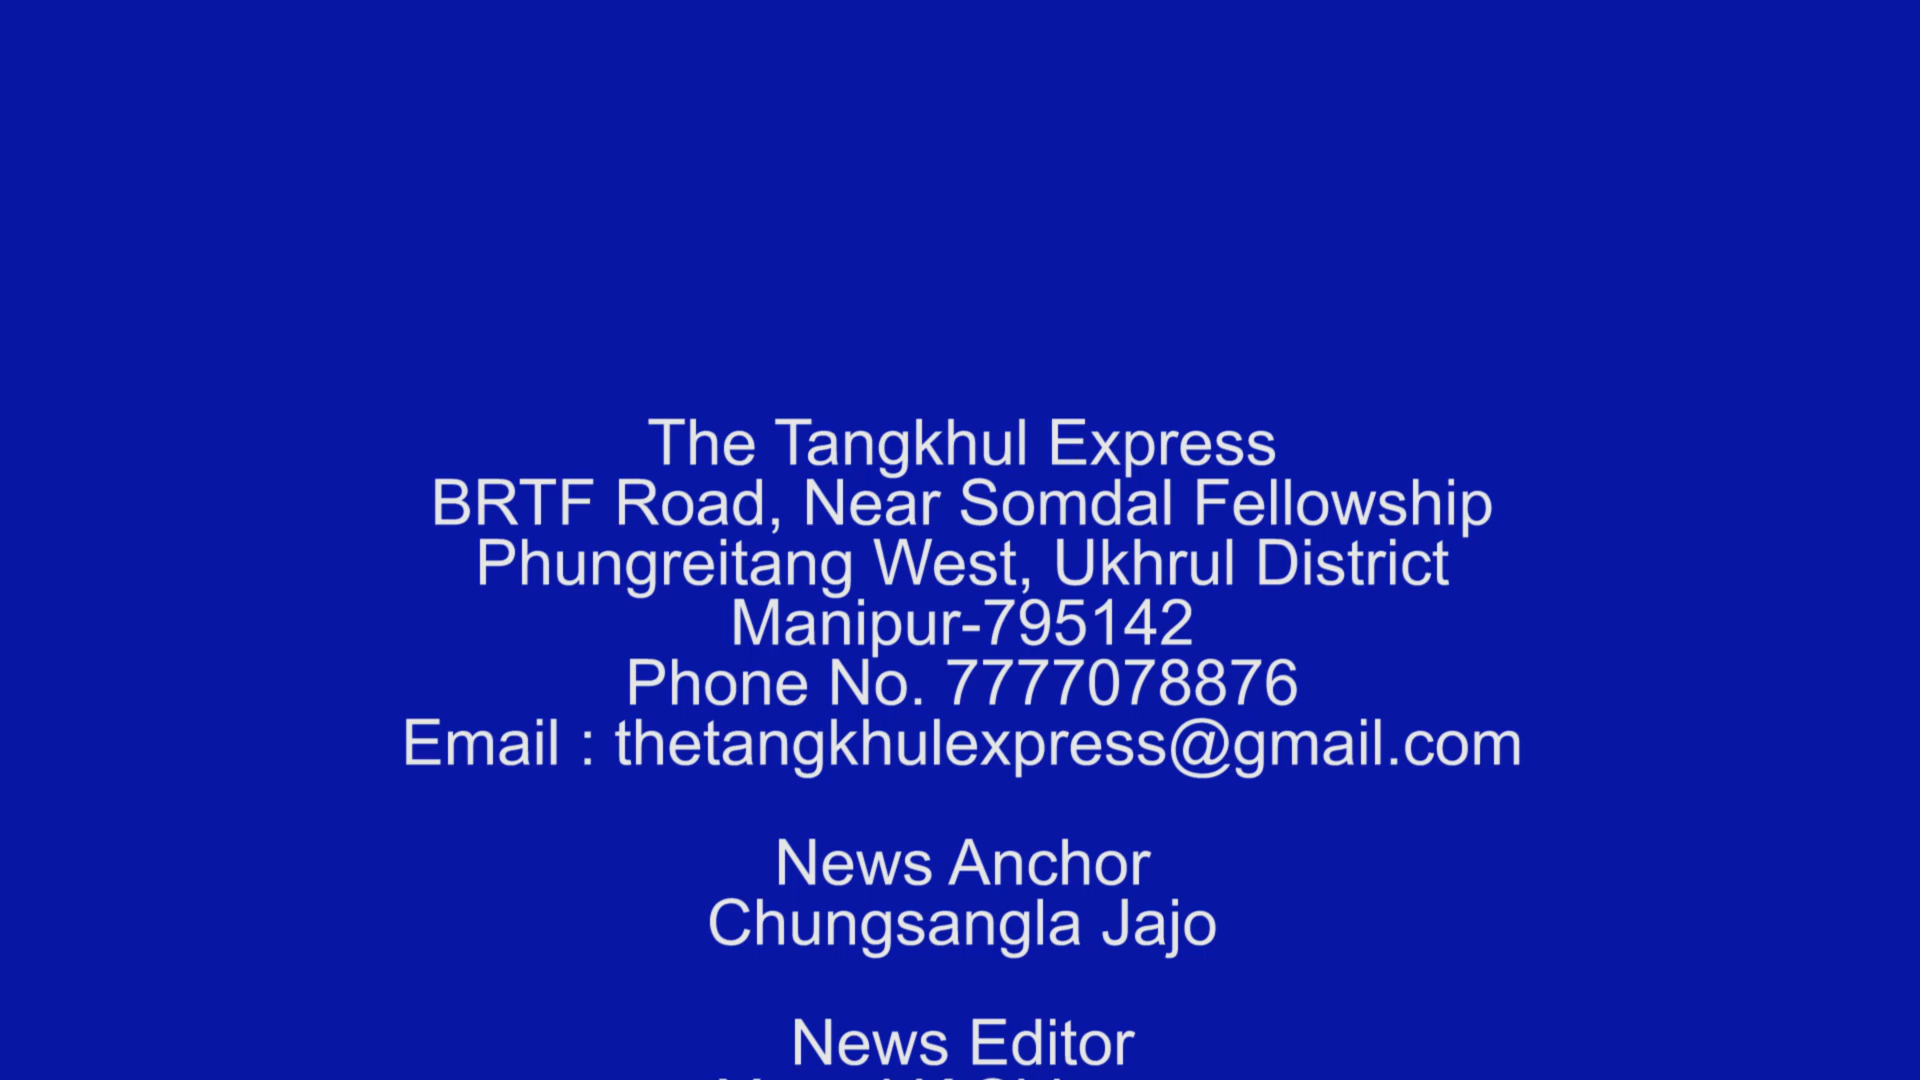 The Tangkhul Express
BRTF Road, Near Somdal Fellowship
Phungreitang West, Ukhrul District
Manipur-795142
Phone No. 7777078876
Email : thetangkhulexpress@gmail.com
News Anchor
Chungsangla Jajo
News Editor